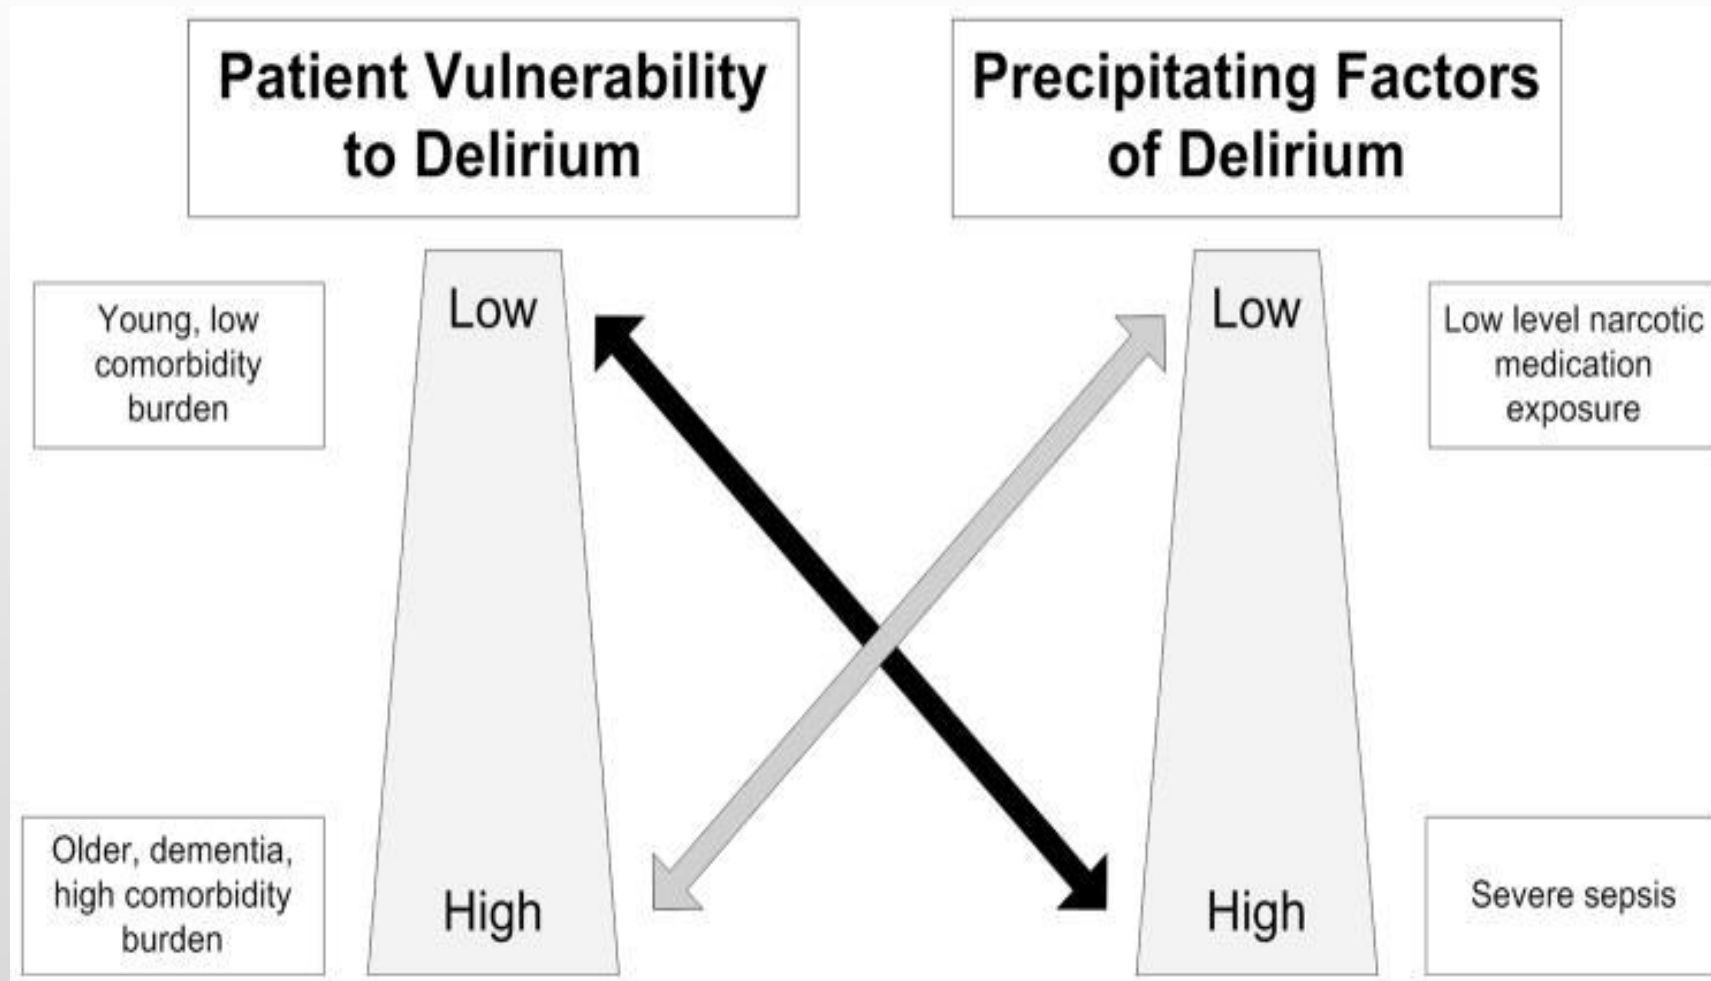 Patient Vulnerability
to Delirium
Precipitating Factors
of Delirium
Young, low
comorbidity
burden
Low
Low
Low level narcotic
medication
exposure
Older, dementia,
high comorbidity
burden
High
High
Severe sepsis